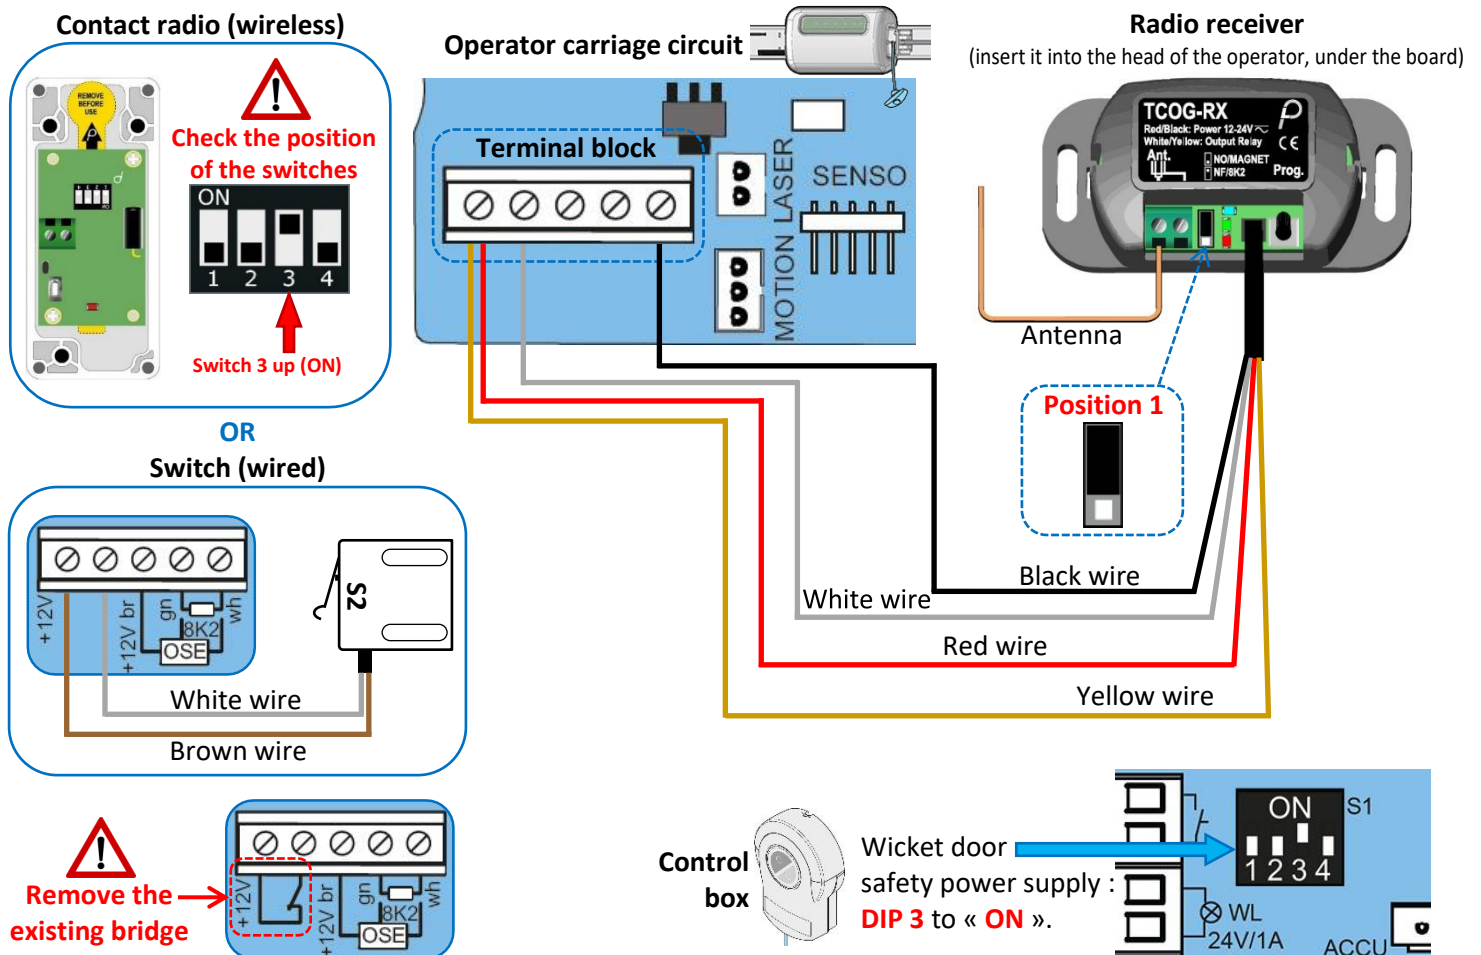 Contact radio (wireless)
REMOVE
BEFORE
USE
Check the position
of the switches
ON
1 2 3 4
Switch 3 up (ON)
OR
Switch (wired)
+12V
+12V br
gn
8K2
wh
OSE
S2
White wire
Brown wire
Remove the
existing bridge
+12V
+12V br
gn
8K2
wh
OSE
Operator carriage circuit
Terminal block
MOTION LASER
SENSO
Radio receiver
(insert it into the head of the operator, under the board)
TCOG-RX
Red/Black: Power 12-24V
White/Yellow: Output Relay
CE
Ant.
NO/MAGNET
NF/8K2
Prog.
Antenna
Position 1
Black wire
White wire
Red wire
Yellow wire
Control
box
Wicket door
safety power supply :
DIP 3 to « ON ».
ON
S1
1 2 3 4
WL
24V/1A
ACCU